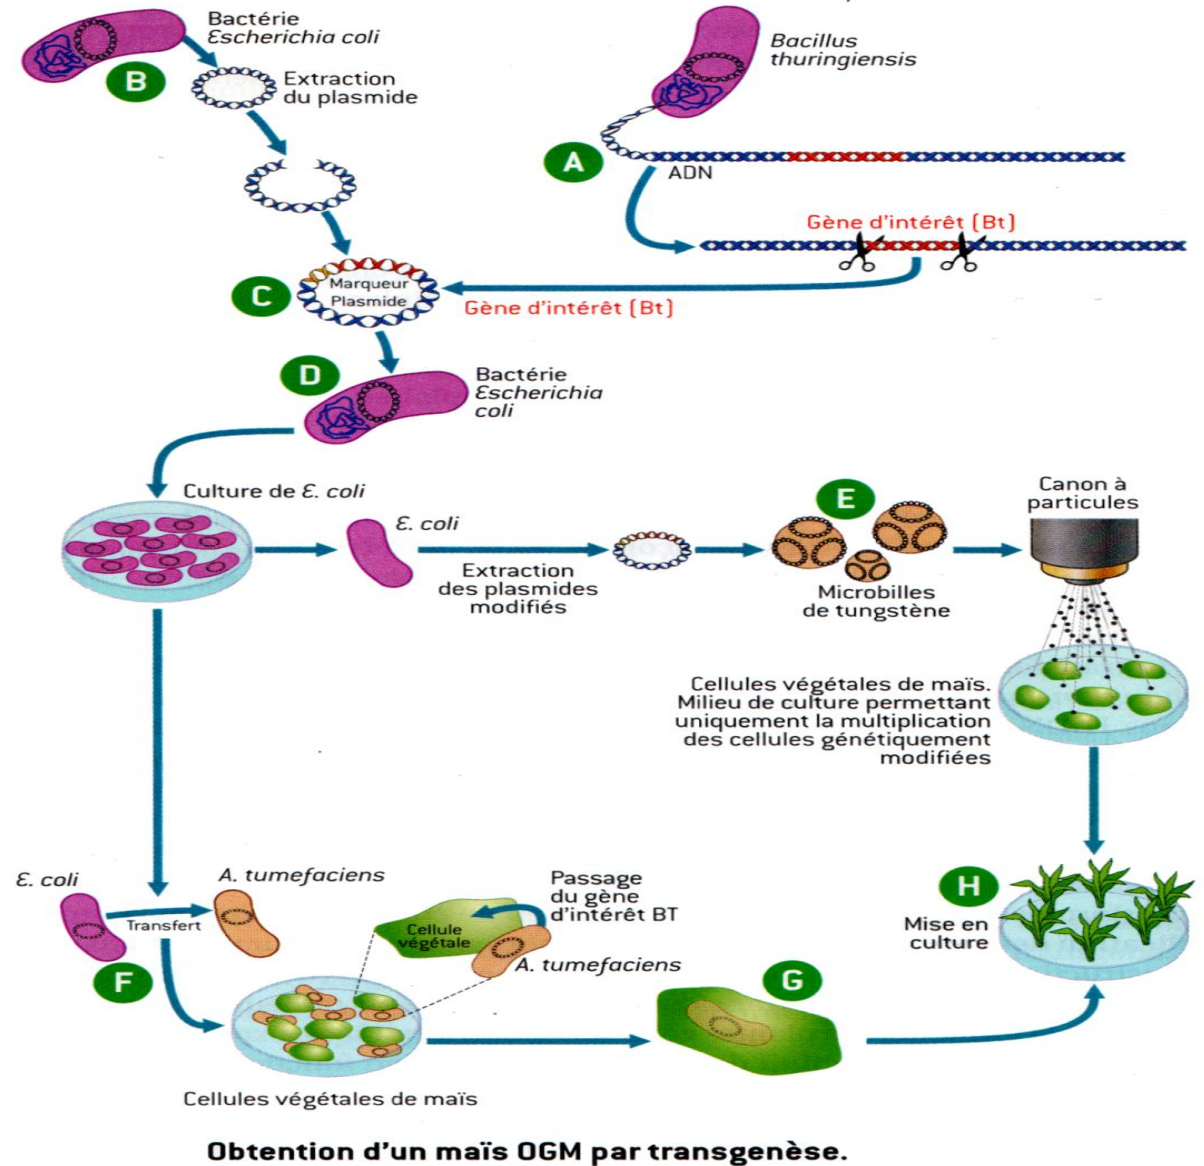 Bactérie
Escherichia coli
B
Extraction
du plasmide
Bacillus
thuringiensis
A
ADN
Gène d'intérêt (Bt)
C
Marqueur
Plasmide
Gène d'intérêt (Bt)
D
Bactérie
Escherichia
coli
Culture de E. coli
E. coli
Extraction
des plasmides
modifiés
E
Microbilles
de tungstène
Canon à
particules
Cellules végétales de maïs.
Milieu de culture permettant
uniquement la multiplication
des cellules génétiquement
modifiées
E. coli
Transfert
A. tumefaciens
F
Cellule
végétale
Passage
du gène
d'intérêt BT
A. tumefaciens
G
H
Mise en
culture
Cellules végétales de maïs
Obtention d'un maïs OGM par transgenèse.